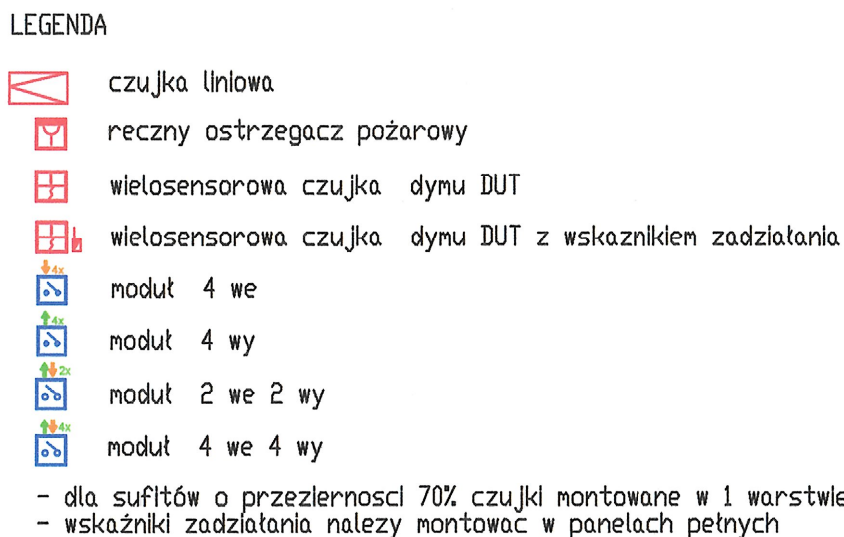 LEGENDA
czujka liniowa
reczny ostrzegacz pożarowy
wielosensorowa czujka dymu DUT
wielosensorowa czujka dymu DUT z wskaznikiem zadziałania
4x
moduł 4 we
4x
moduł 4 wy
2x
moduł 2 we 2 wy
4x
moduł 4 we 4 wy
- dla sufitów o przeziernosci 70% czujki montowane w 1 warstwie
- wskaźniki zadziałania nalezy montowac w panelach pełnych